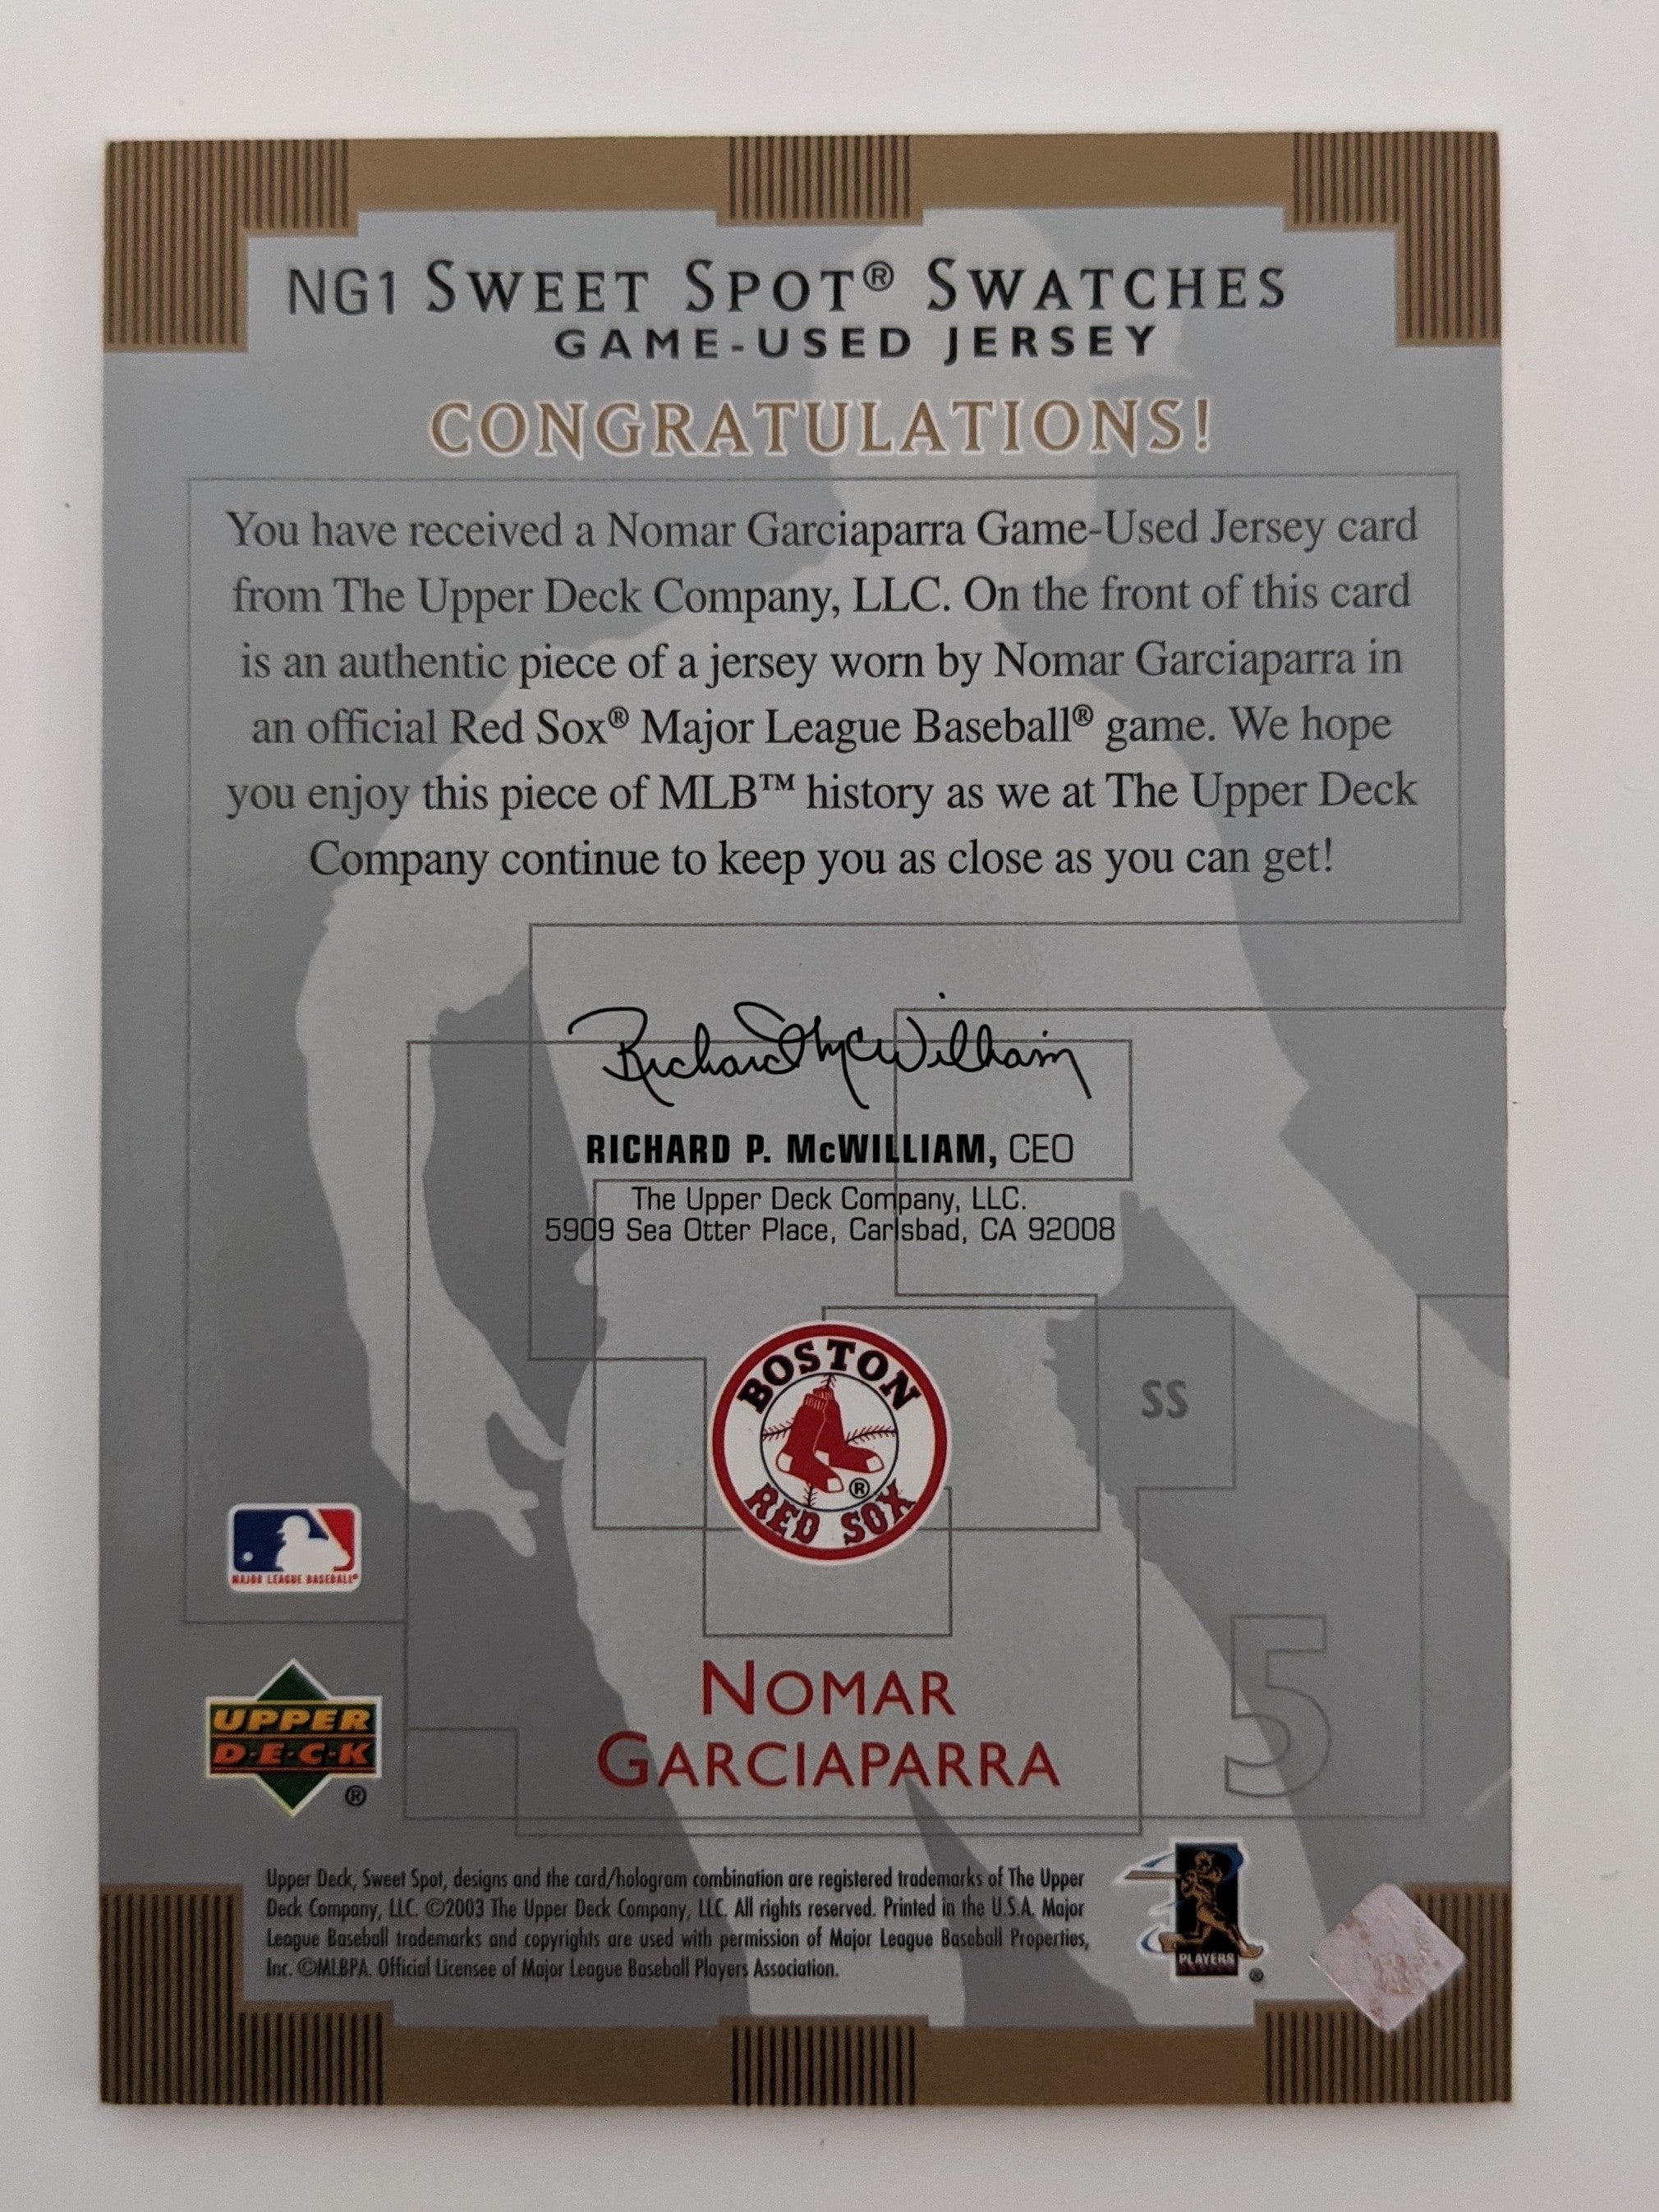 NG1 SWEET SPOT® SWATCHES
GAME-USED JERSEY
CONGRATULATIONS!
You have received a Nomar Garciaparra Game-Used Jersey card
from The Upper Deck Company, LLC. On the front of this card
is an authentic piece of a jersey worn by Nomar Garciaparra in
an official Red Sox® Major League Baseball® game. We hope
you enjoy this piece of MLB™ history as we at The Upper Deck
Company continue to keep you as close as you can get!
Richard McWilliam
RICHARD P. McWILLIAM, CEO
The Upper Deck Company, LLC.
5909 Sea Otter Place, Carlsbad, CA 92008
BOSTON
RED SOX
®
SS
MAJOR LEAGUE BASEBALL®
NOMAR
GARCIAPARRA
5
UPPER
D·E·C·K
®
Upper Deck, Sweet Spot, designs and the card/hologram combination are registered trademarks of The Upper
Deck Company, LLC. ©2003 The Upper Deck Company, LLC. All rights reserved. Printed in the U.S.A. Major
League Baseball trademarks and copyrights are used with permission of Major League Baseball Properties,
Inc. ©MLBPA. Official Licensee of Major League Baseball Players Association.
PLAYERS
®